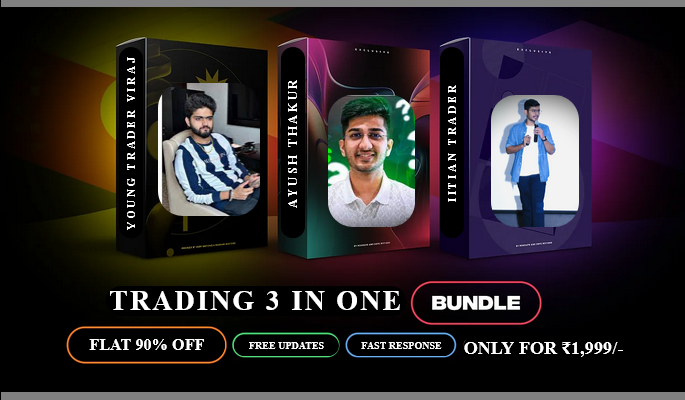 EXCLUSIVE
YOUNG TRADER VIRAJ
AYUSH THAKUR
IITIAN TRADER
TRADING 3 IN ONE BUNDLE
FLAT 90% OFF
FREE UPDATES
FAST RESPONSE
ONLY FOR ₹1,999/-